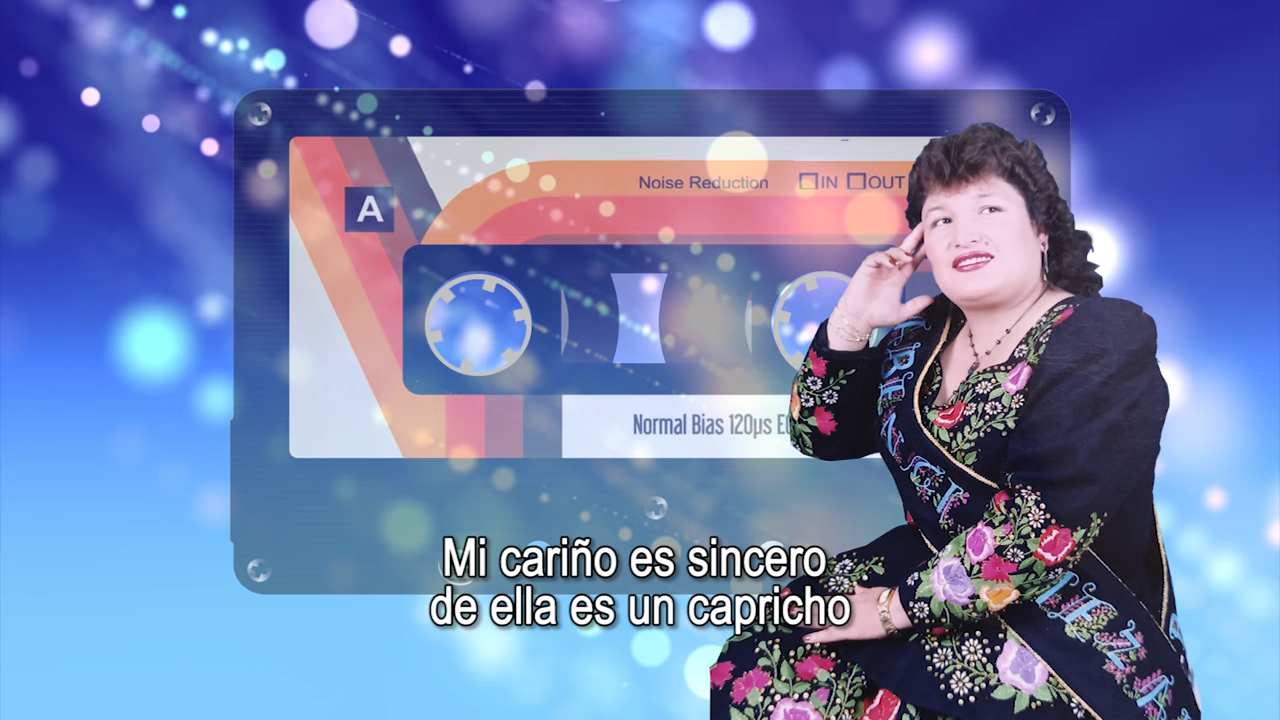 Noise Reduction IN OUT
A
Normal Bias 120µs
Mi cariño es sincero
de ella es un capricho